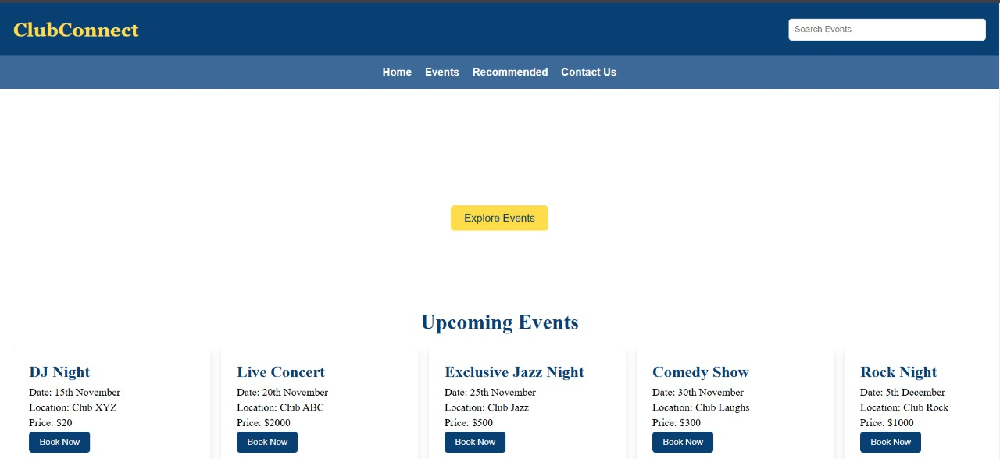 ClubConnect
Search Events
Home Events Recommended Contact Us
Explore Events
Upcoming Events
DJ Night
Date: 15th November
Location: Club XYZ
Price: $20
Book Now
Live Concert
Date: 20th November
Location: Club ABC
Price: $2000
Book Now
Exclusive Jazz Night
Date: 25th November
Location: Club Jazz
Price: $500
Book Now
Comedy Show
Date: 30th November
Location: Club Laughs
Price: $300
Book Now
Rock Night
Date: 5th December
Location: Club Rock
Price: $1000
Book Now